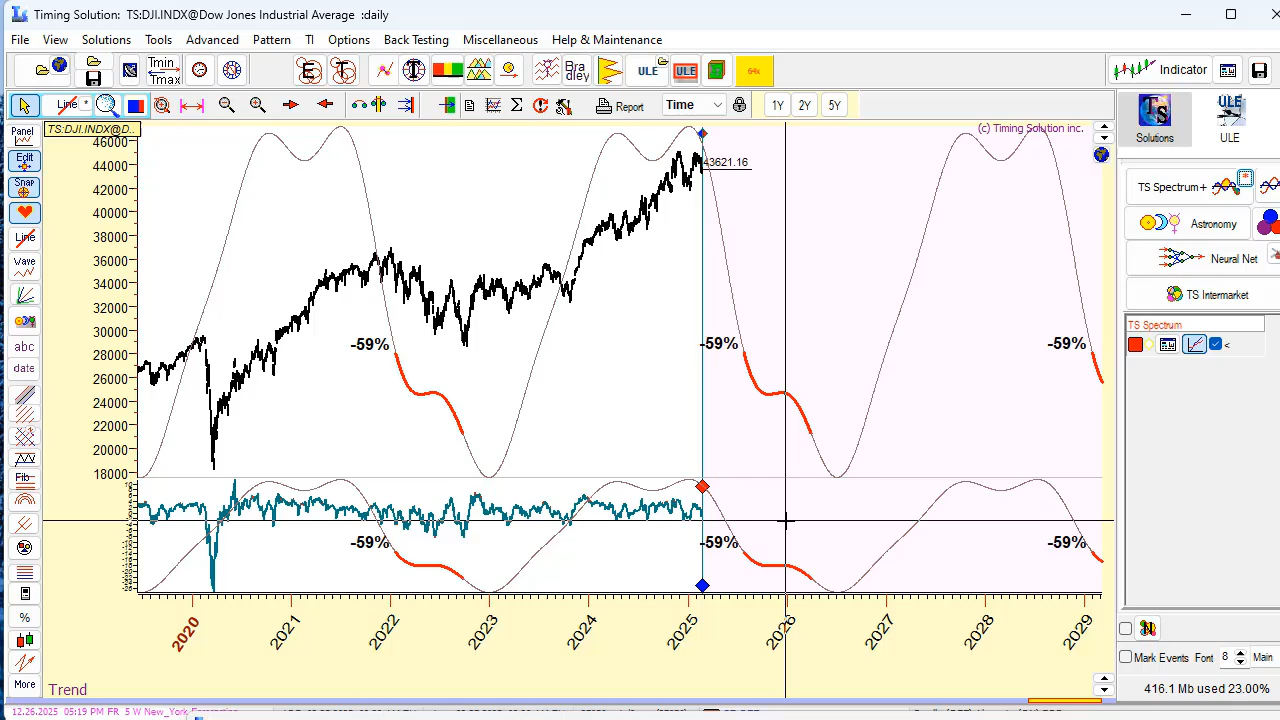 Timing Solution: TS:DJI.INDX@Dow Jones Industrial Average :daily
File View Solutions Tools Advanced Pattern TI Options Back Testing Miscellaneous Help & Maintenance
Tmin
Tmax
E T T
Bra
dley
ULE ULE
Indicator
Line *
Report
Time
1Y 2Y 5Y
Panel
Edit
Snap
Line
Wave
abc
date
Fib
%
More
TS:DJI.INDX@D..
(c) Timing Solution inc.
46000
44000
42000
40000
38000
36000
34000
32000
30000
28000
26000
24000
22000
20000
18000
43621.16
-59% -59% -59%
-59% -59% -59%
2020 2021 2022 2023 2024 2025 2026 2027 2028 2029
Trend
Solutions
ULE
TS Spectrum+
Astronomy
Neural Net
TS Intermarket
TS Spectrum
<
Mark Events Font 8 Main
416.1 Mb used 23.00%
12.26.2025 05:19 PM FR 5 W New_York